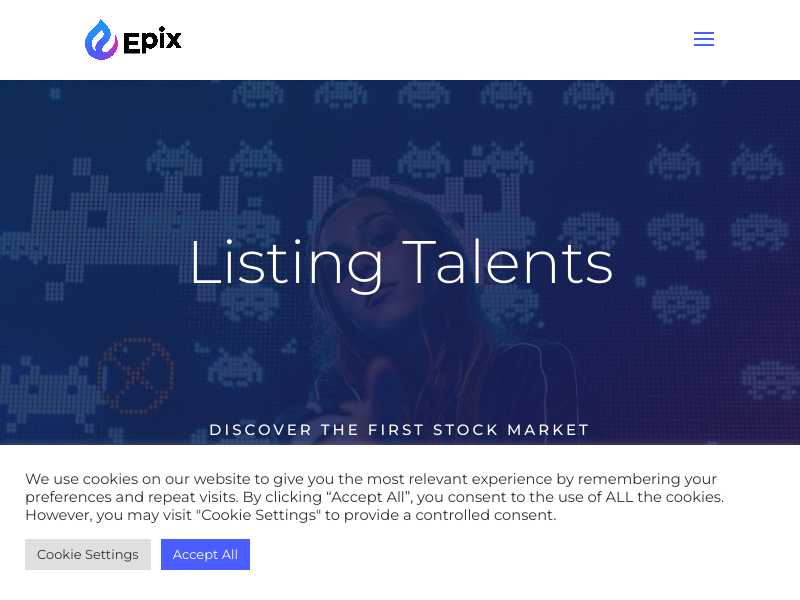 Epix
Listing Talents
DISCOVER THE FIRST STOCK MARKET
We use cookies on our website to give you the most relevant experience by remembering your
preferences and repeat visits. By clicking “Accept All”, you consent to the use of ALL the cookies.
However, you may visit "Cookie Settings" to provide a controlled consent.
Cookie Settings
Accept All